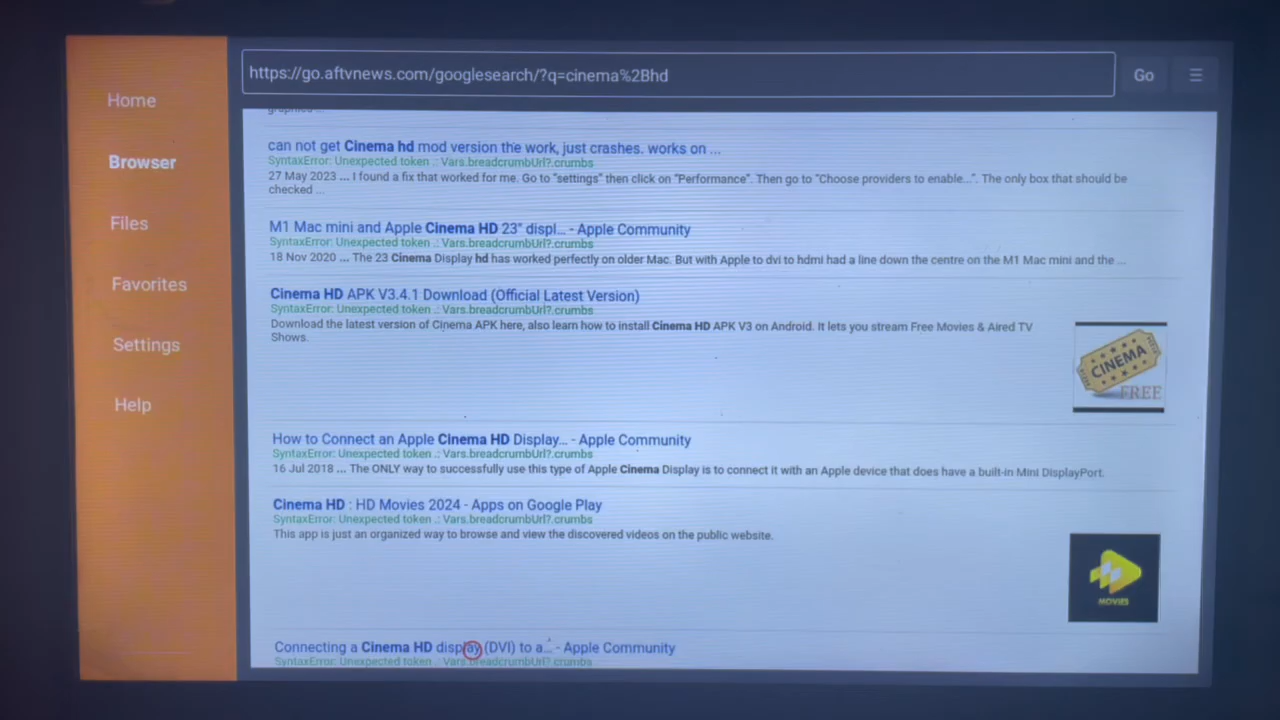 https://go.aftvnews.com/googlesearch/?q=cinema%2Bhd
Go
☰
Home
Browser
Files
Favorites
Settings
Help
graphics ...
can not get Cinema hd mod version the work, just crashes. works on ...
SyntaxError: Unexpected token .: Vars.breadcrumbUrl?.crumbs
27 May 2023 ... I found a fix that worked for me. Go to "settings" then click on "Performance". Then go to "Choose providers to enable...". The only box that should be
checked ...
M1 Mac mini and Apple Cinema HD 23" displ... - Apple Community
SyntaxError: Unexpected token .: Vars.breadcrumbUrl?.crumbs
18 Nov 2020 ... The 23 Cinema Display hd has worked perfectly on older Mac. But with Apple to dvi to hdmi had a line down the centre on the M1 Mac mini and the ...
Cinema HD APK V3.4.1 Download (Official Latest Version)
SyntaxError: Unexpected token .: Vars.breadcrumbUrl?.crumbs
Download the latest version of Cinema APK here, also learn how to install Cinema HD APK V3 on Android. It lets you stream Free Movies & Aired TV
Shows.
CINEMA
FREE
How to Connect an Apple Cinema HD Display... - Apple Community
SyntaxError: Unexpected token .: Vars.breadcrumbUrl?.crumbs
16 Jul 2018 ... The ONLY way to successfully use this type of Apple Cinema Display is to connect it with an Apple device that does have a built-in Mini DisplayPort.
Cinema HD : HD Movies 2024 - Apps on Google Play
SyntaxError: Unexpected token .: Vars.breadcrumbUrl?.crumbs
This app is just an organized way to browse and view the discovered videos on the public website.
MOVIES
Connecting a Cinema HD display (DVI) to a... - Apple Community
SyntaxError: Unexpected token .: Vars.breadcrumbUrl?.crumbs